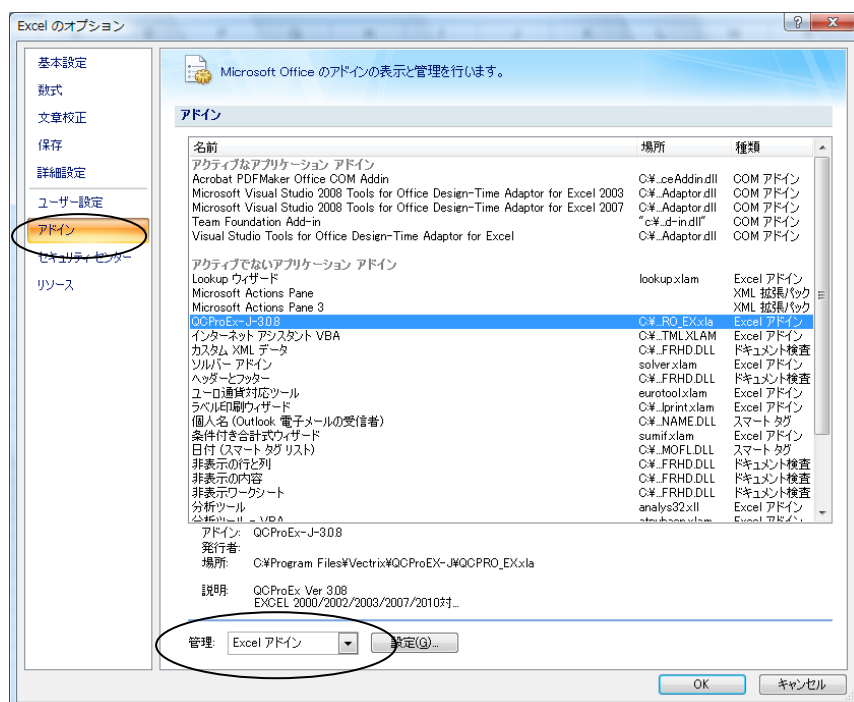 Excel のオプション
基本設定
数式
文章校正
保存
詳細設定
ユーザー設定
アドイン
セキュリティ センター
リソース
Microsoft Office のアドインの表示と管理を行います。
アドイン
名前 場所 種類
アクティブなアプリケーション アドイン
Acrobat PDFMaker Office COM Addin C:¥...ceAddin.dll COM アドイン
Microsoft Visual Studio 2008 Tools for Office Design-Time Adaptor for Excel 2003 C:¥...Adaptor.dll COM アドイン
Microsoft Visual Studio 2008 Tools for Office Design-Time Adaptor for Excel 2007 C:¥...Adaptor.dll COM アドイン
Team Foundation Add-in "c:¥...d-in.dll" COM アドイン
Visual Studio Tools for Office Design-Time Adaptor for Excel C:¥...Adaptor.dll COM アドイン
アクティブでないアプリケーション アドイン
Lookup ウィザード lookup.xlam Excel アドイン
Microsoft Actions Pane XML 拡張パック
Microsoft Actions Pane 3 XML 拡張パック
QCProEx-J-3.0.8 C:¥...RO_EX.xla Excel アドイン
インターネット アシスタント VBA C:¥...TML.XLAM Excel アドイン
カスタム XML データ C:¥...FRHD.DLL ドキュメント検査
ソルバー アドイン solver.xlam Excel アドイン
ヘッダーとフッター C:¥...FRHD.DLL ドキュメント検査
ユーロ通貨対応ツール eurotool.xlam Excel アドイン
ラベル印刷ウィザード C:¥...lprint.xlam Excel アドイン
個人名 (Outlook 電子メールの受信者) C:¥...NAME.DLL スマート タグ
条件付き合計式ウィザード sumif.xlam Excel アドイン
日付 (スマート タグ リスト) C:¥...MOFL.DLL スマート タグ
非表示の行と列 C:¥...FRHD.DLL ドキュメント検査
非表示の内容 C:¥...FRHD.DLL ドキュメント検査
非表示ワークシート C:¥...FRHD.DLL ドキュメント検査
分析ツール analys32.xll Excel アドイン
分析ツール - VBA atpvbaen.xlam Excel アドイン
アドイン: QCProEx-J-3.0.8
発行者:
場所: C:¥Program Files¥Vectrix¥QCProEX-J¥QCPRO_EX.xla
説明: QCProEx Ver 3.08
EXCEL 2000/2002/2003/2007/2010対...
管理: Excel アドイン 設定(G)...
OK キャンセル